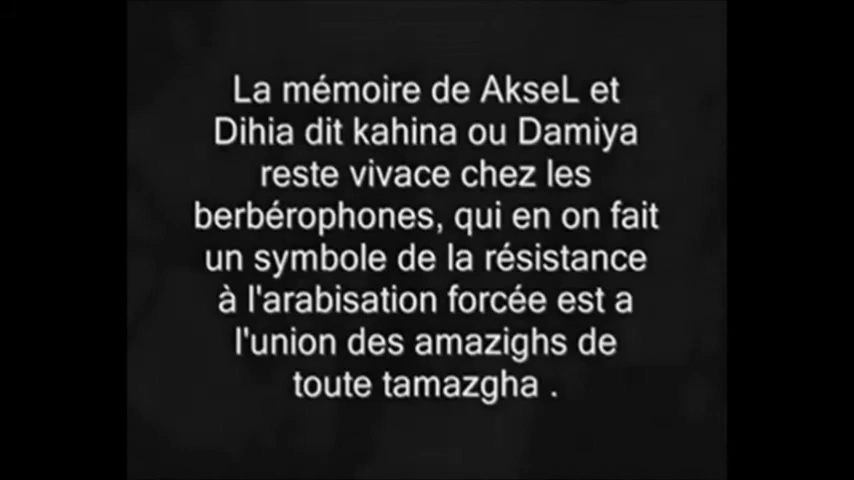 La mémoire de AkseL et
Dihia dit kahina ou Damiya
reste vivace chez les
berbérophones, qui en on fait
un symbole de la résistance
à l'arabisation forcée est a
l'union des amazighs de
toute tamazgha .